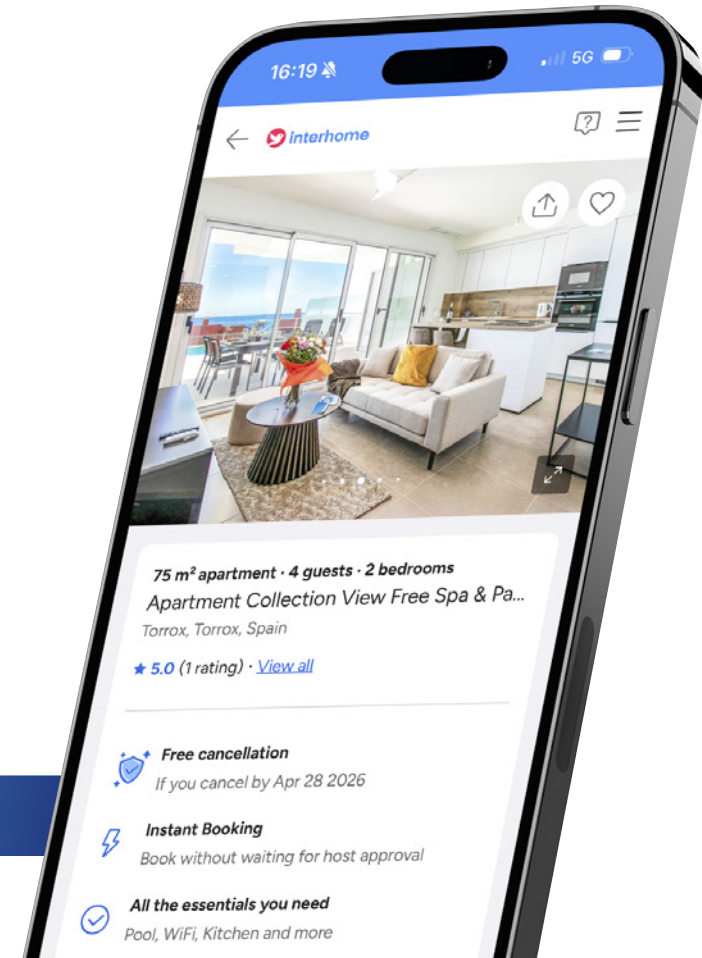 16:19
5G
interhome
75 m² apartment · 4 guests · 2 bedrooms
Apartment Collection View Free Spa & Pa...
Torrox, Torrox, Spain
5.0 (1 rating) · View all
Free cancellation
If you cancel by Apr 28 2026
Instant Booking
Book without waiting for host approval
All the essentials you need
Pool, WiFi, Kitchen and more